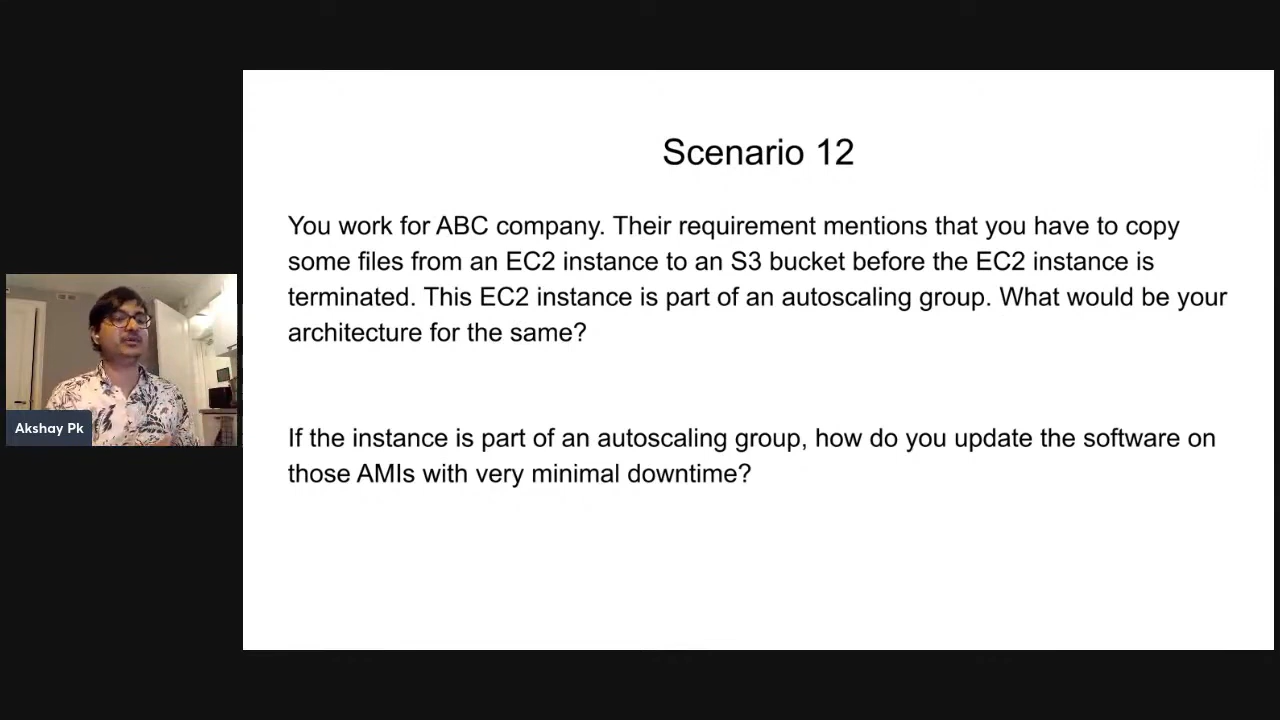 Scenario 12
You work for ABC company. Their requirement mentions that you have to copy
some files from an EC2 instance to an S3 bucket before the EC2 instance is
terminated. This EC2 instance is part of an autoscaling group. What would be your
architecture for the same?
If the instance is part of an autoscaling group, how do you update the software on
those AMIs with very minimal downtime?
Akshay Pk